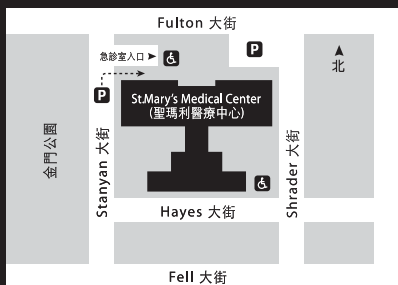 Fulton 大街
急診室入口
P
北
P
St.Mary's Medical Center
(聖瑪利醫療中心)
金門公園
Stanyan 大街
Shrader 大街
Hayes 大街
Fell 大街